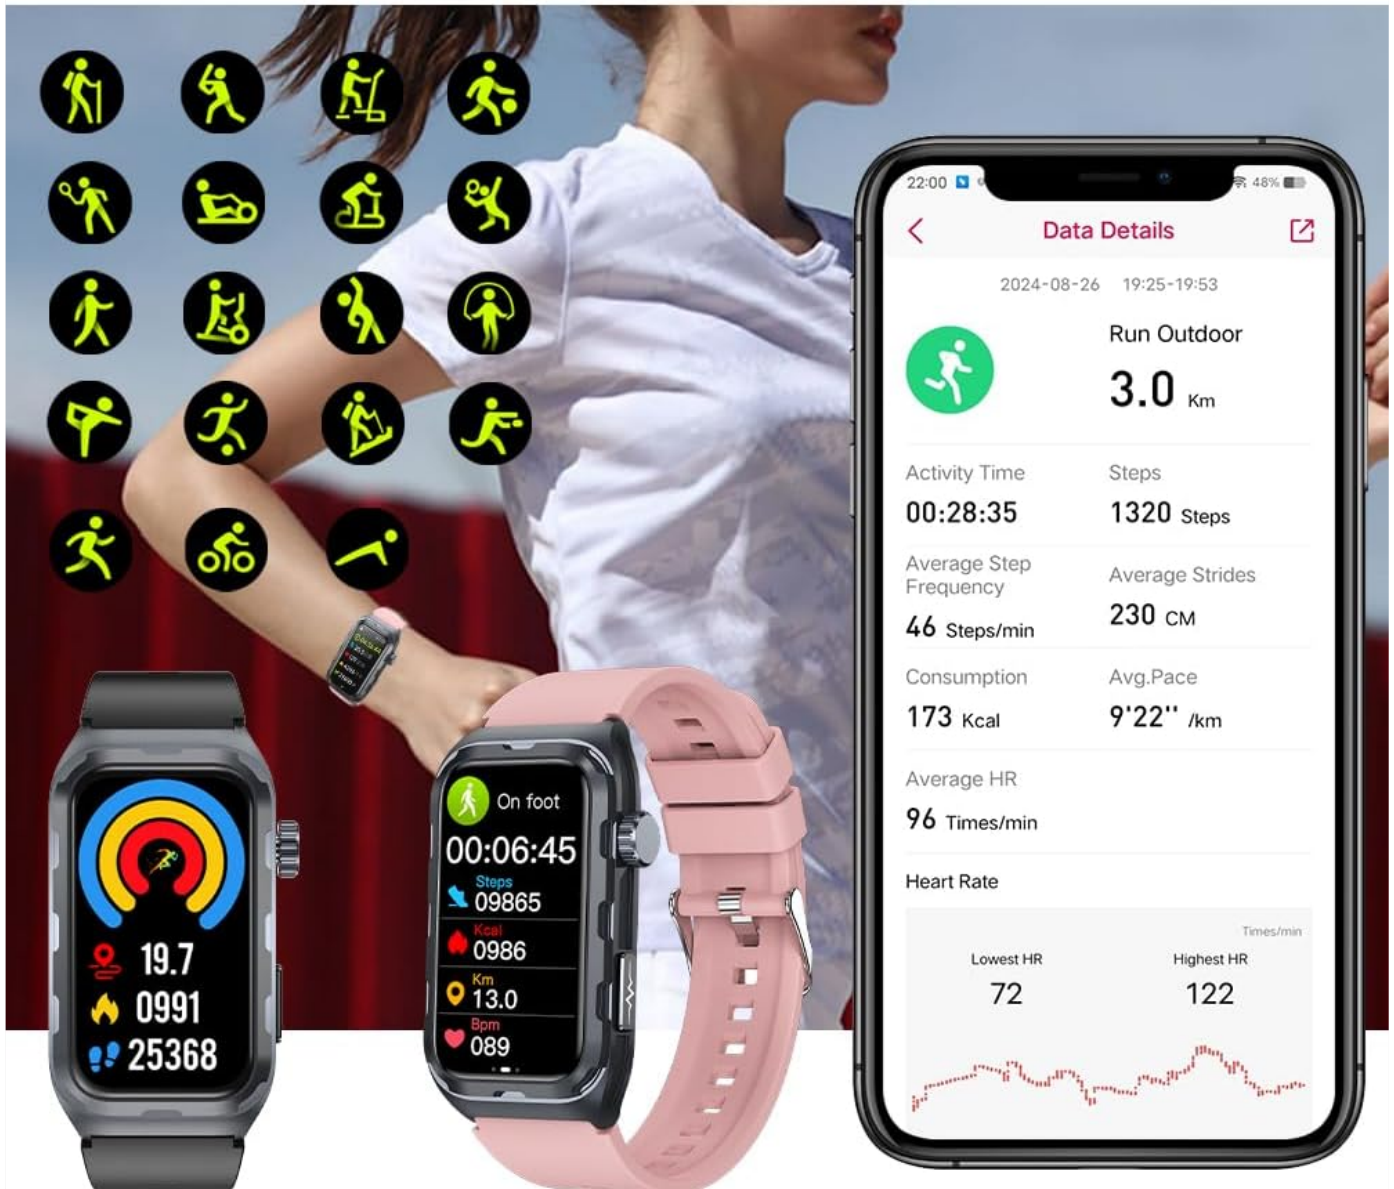 22:00
48%
Data Details
2024-08-26 19:25-19:53
Run Outdoor
3.0 Km
Activity Time
00:28:35
Steps
1320 Steps
Average Step
Frequency
46 Steps/min
Average Strides
230 CM
Consumption
173 Kcal
Avg.Pace
9'22'' /km
Average HR
96 Times/min
Heart Rate
Times/min
Lowest HR
72
Highest HR
122
On foot
00:06:45
Steps
09865
Kcal
0986
Km
13.0
Bpm
089
19.7
0991
25368